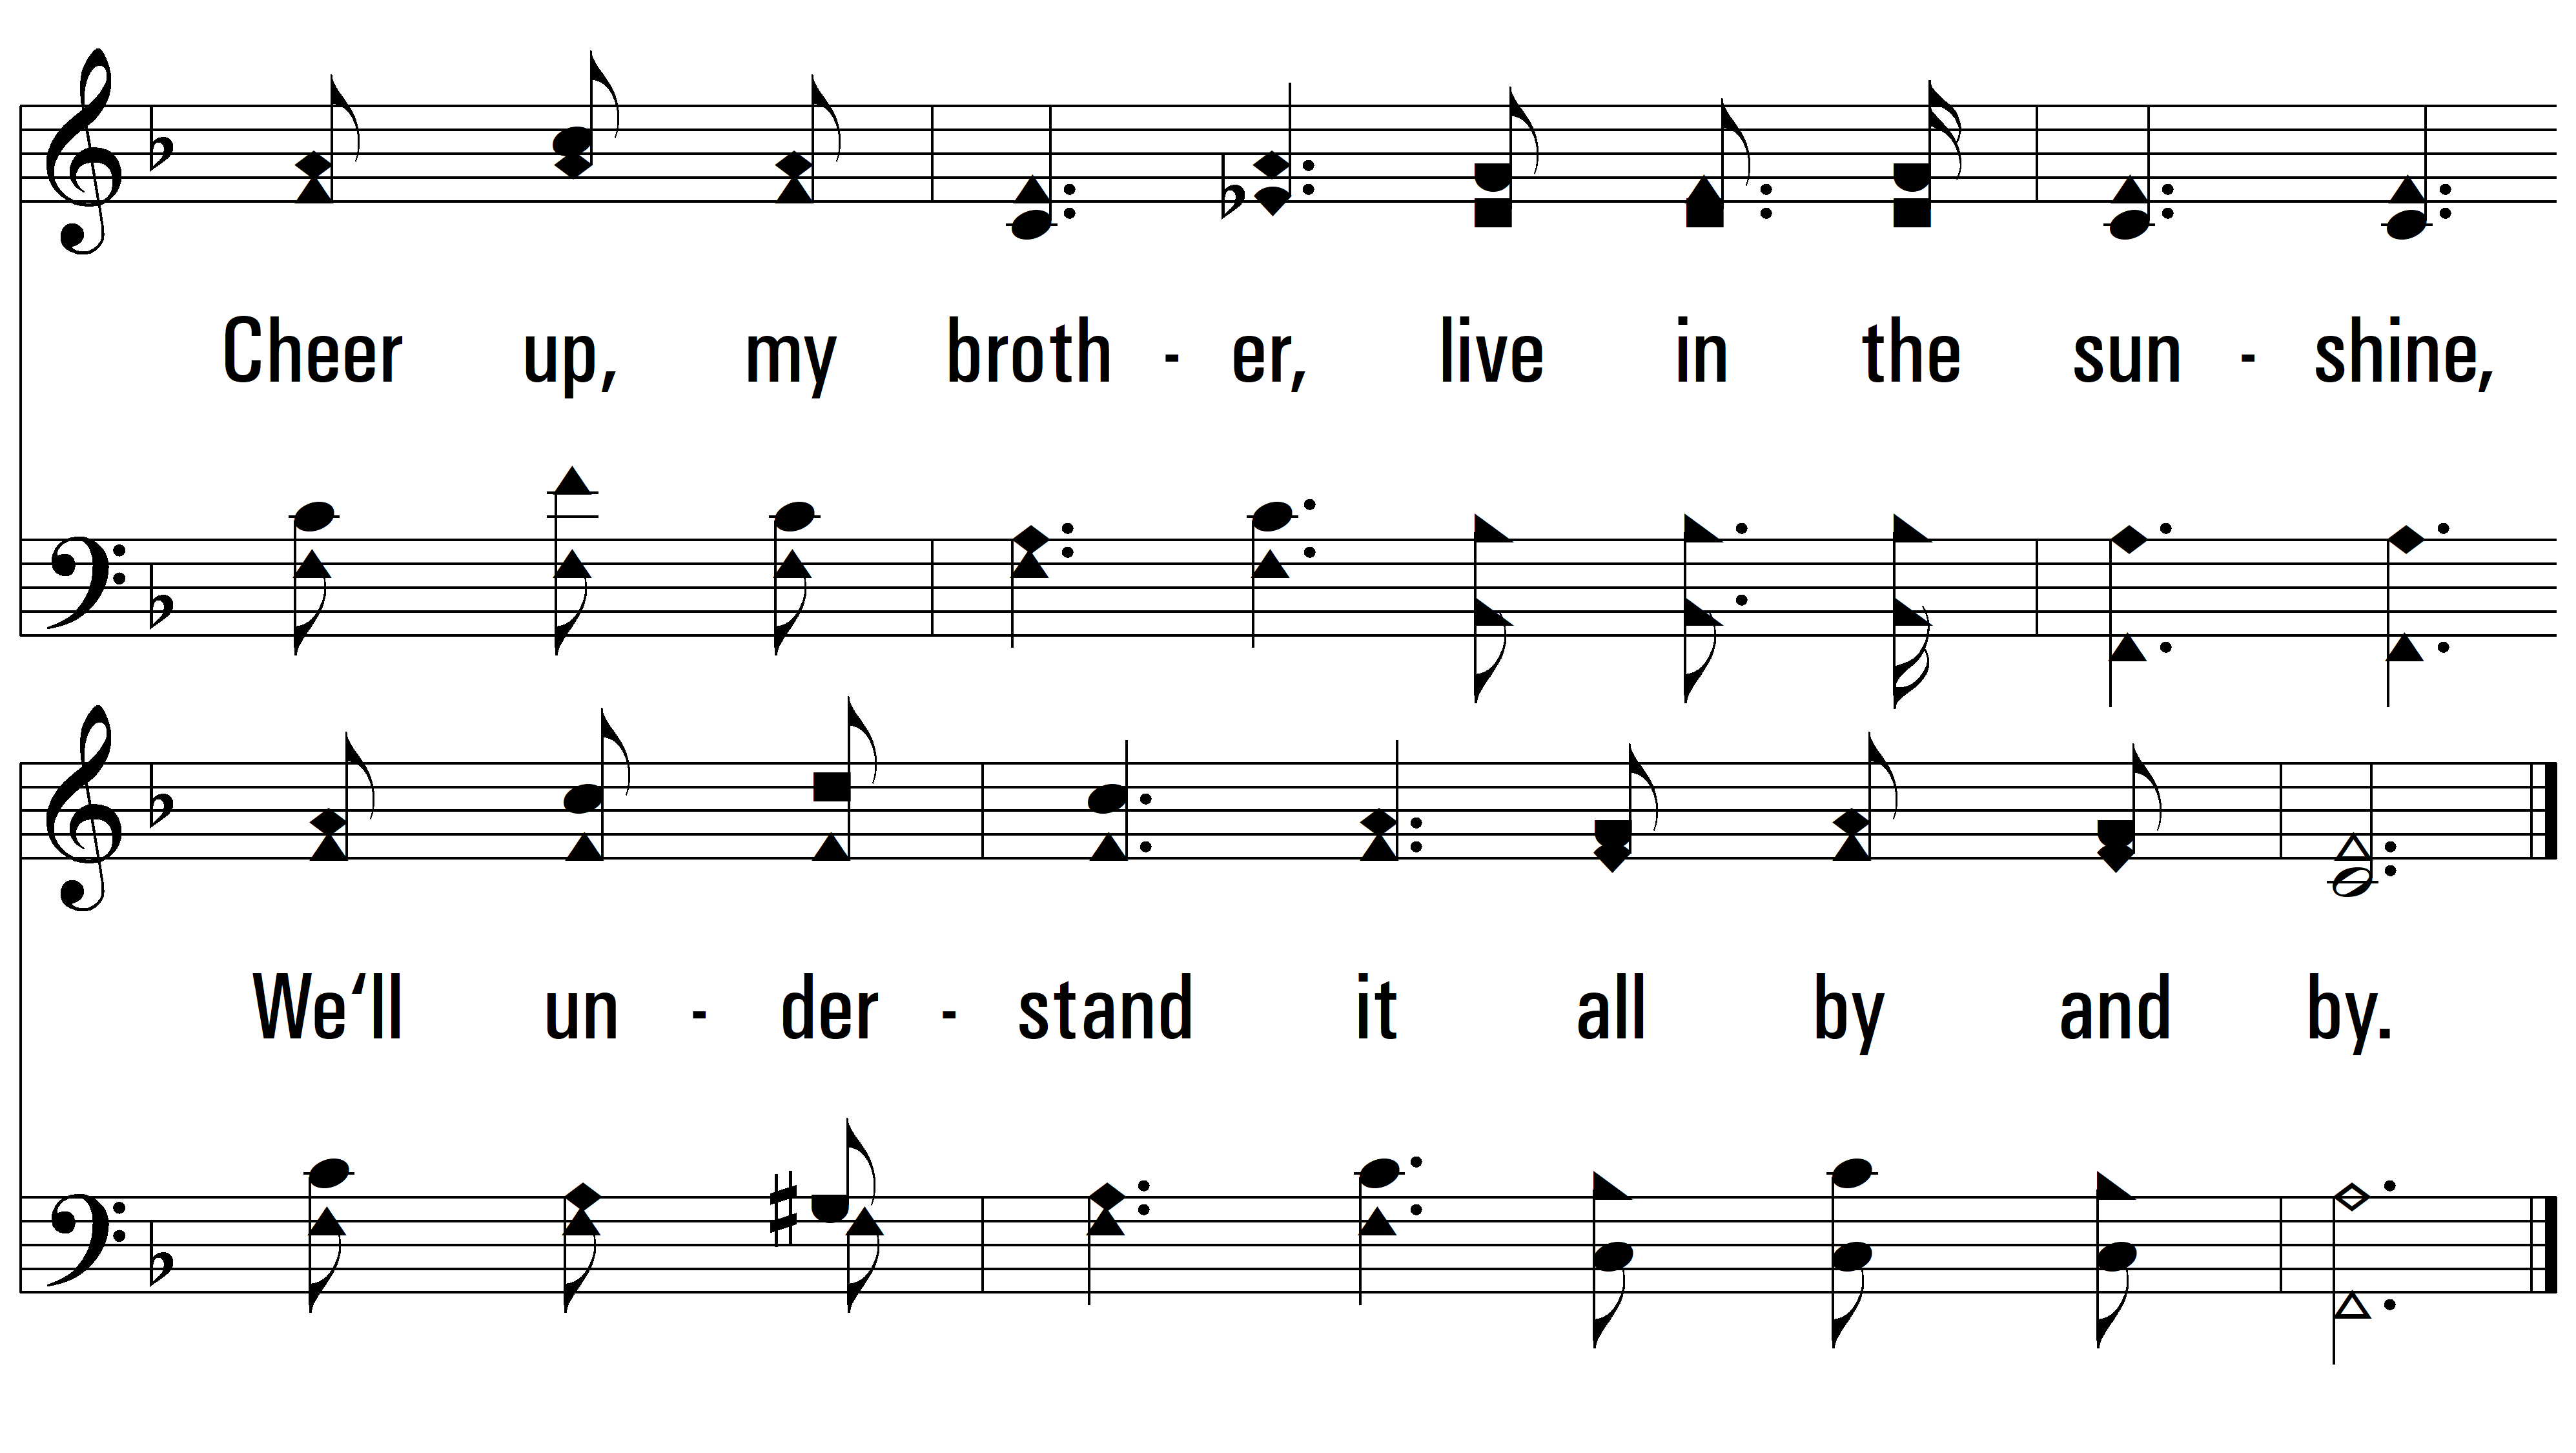 Cheer up, my broth - er, live in the sun - shine,
We‘ll un - der - stand it all by and by.